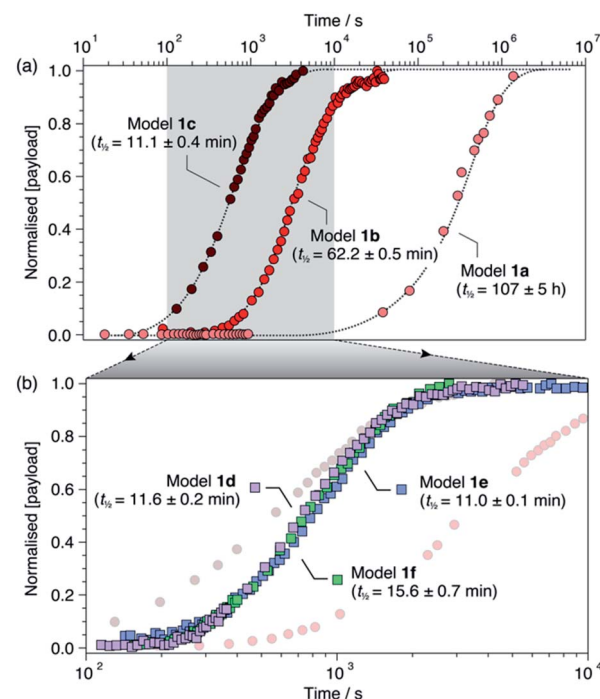 Time / s
10¹ 10² 10³ 10⁴ 10⁵ 10⁶ 10⁷
(a)
Normalised [payload]
1.0
0.8
0.6
0.4
0.2
0.0
Model 1c
(t½ = 11.1 ± 0.4 min)
Model 1b
(t½ = 62.2 ± 0.5 min)
Model 1a
(t½ = 107 ± 5 h)
(b)
Normalised [payload]
1.0
0.8
0.6
0.4
0.2
0.0
Model 1d
(t½ = 11.6 ± 0.2 min)
Model 1e
(t½ = 11.0 ± 0.1 min)
Model 1f
(t½ = 15.6 ± 0.7 min)
10² 10³ 10⁴
Time / s